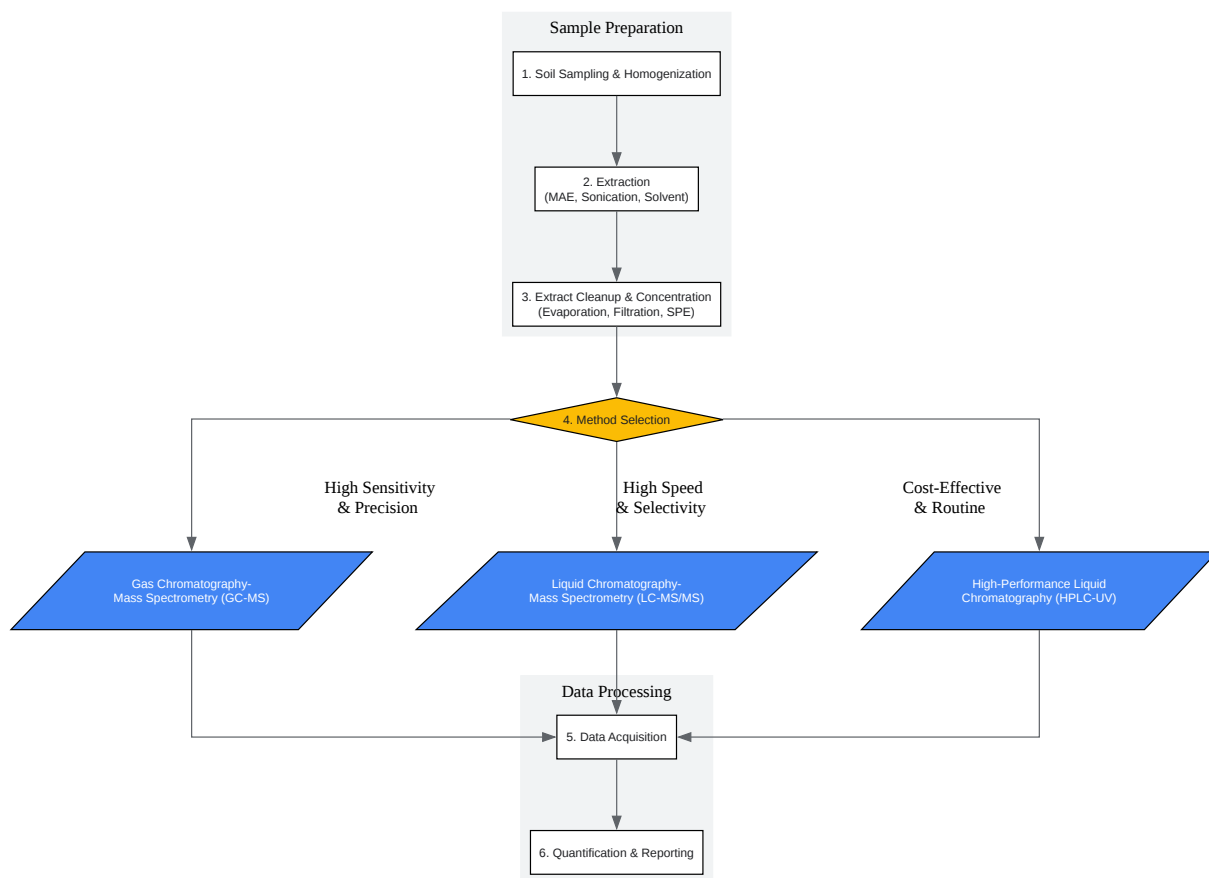 Sample Preparation
1. Soil Sampling & Homogenization
2. Extraction
(MAE, Sonication, Solvent)
3. Extract Cleanup & Concentration
(Evaporation, Filtration, SPE)
4. Method Selection
High Sensitivity
& Precision
High Speed
& Selectivity
Cost-Effective
& Routine
Gas Chromatography-
Mass Spectrometry (GC-MS)
Liquid Chromatography-
Mass Spectrometry (LC-MS/MS)
High-Performance Liquid
Chromatography (HPLC-UV)
Data Processing
5. Data Acquisition
6. Quantification & Reporting